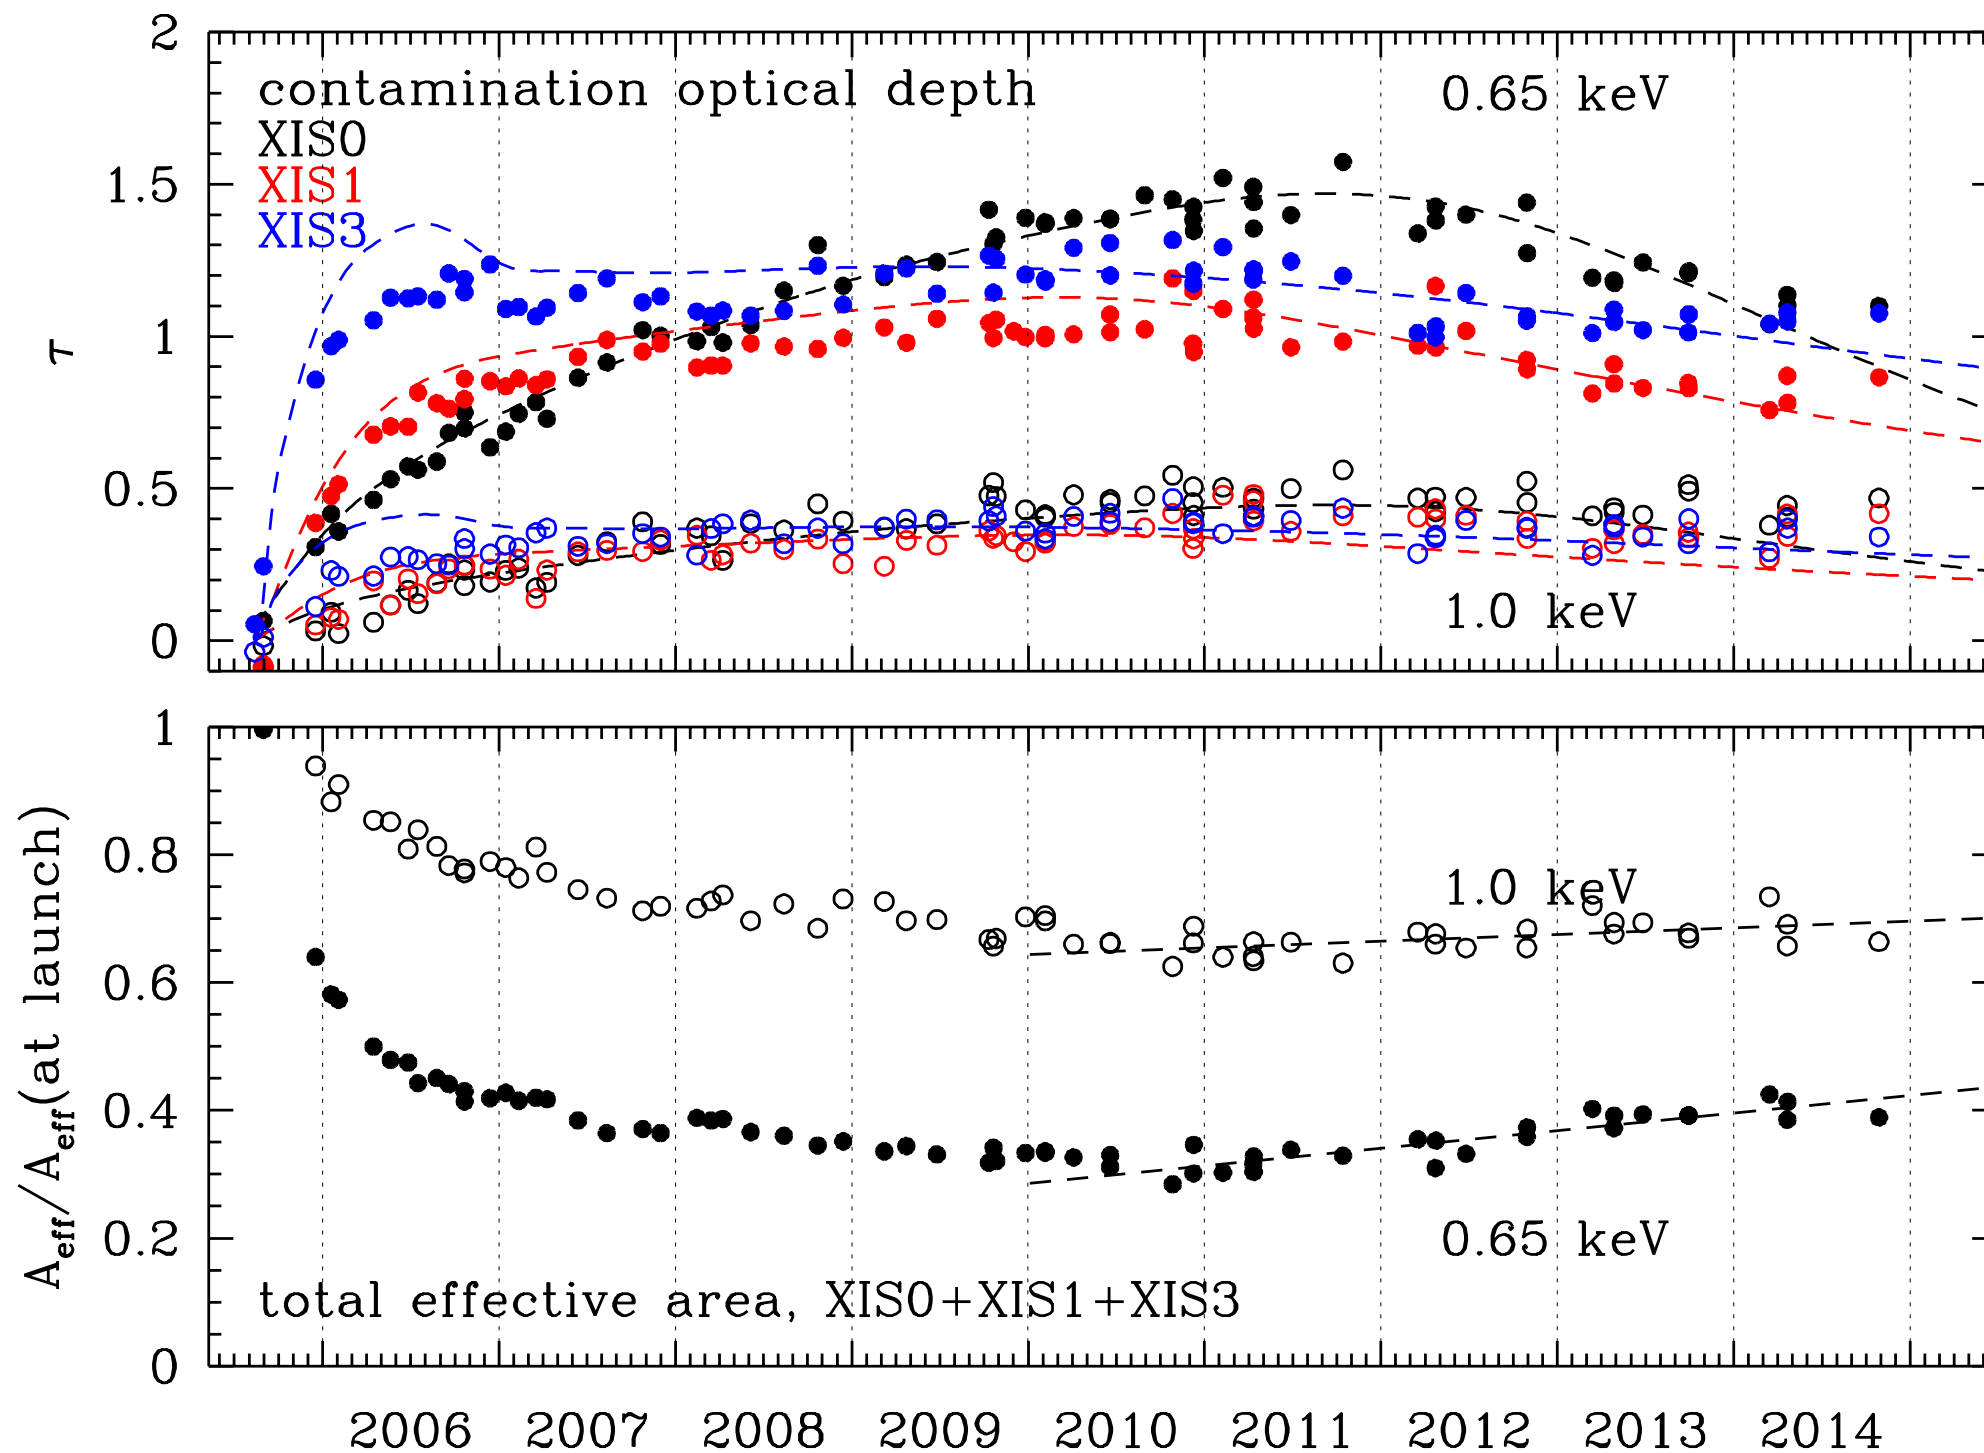 2
contamination optical depth 0.65 keV
XIS0
1.5
XIS1
XIS3
1
τ
0.5
1.0 keV
0
1
0.8
1.0 keV
0.6
A_eff/A_eff(at launch)
0.4
0.2
0.65 keV
total effective area, XIS0+XIS1+XIS3
0
2006 2007 2008 2009 2010 2011 2012 2013 2014